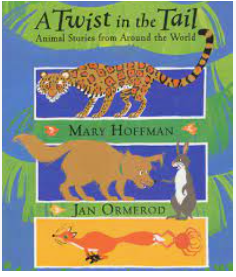 A Twist in the Tail
Animal Stories from Around the World
MARY HOFFMAN
JAN ORMEROD